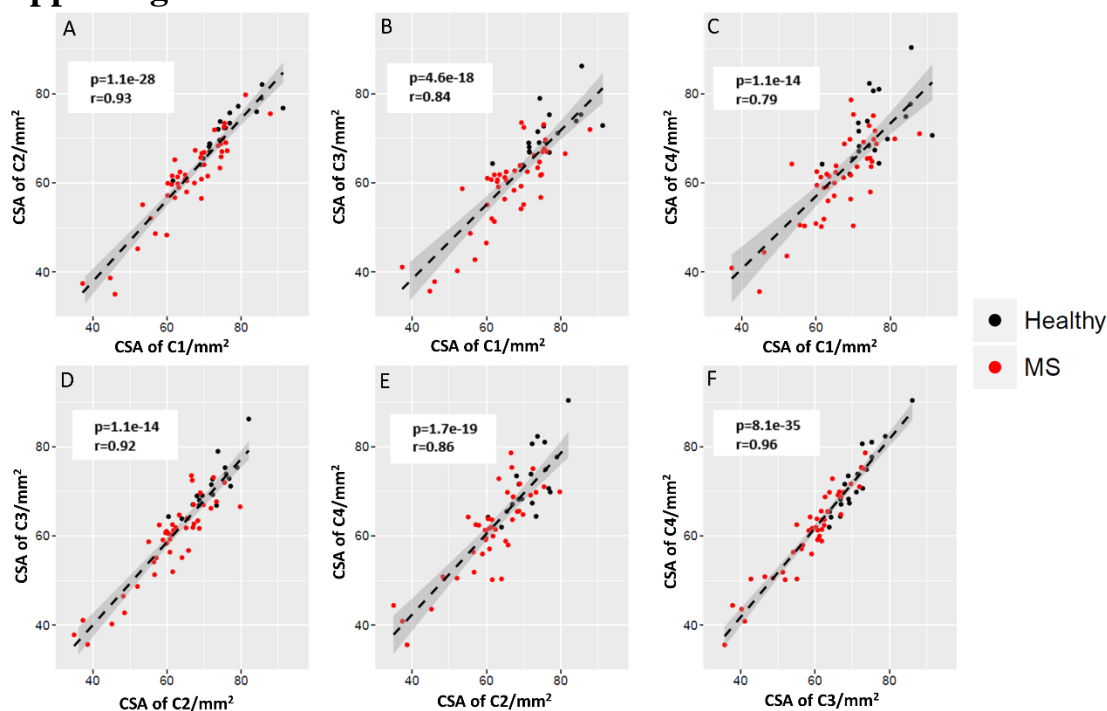 A
p=1.1e-28
r=0.93
CSA of C2/mm²
80
60
40
40 60 80
CSA of C1/mm²
B
p=4.6e-18
r=0.84
CSA of C3/mm²
80
60
40
40 60 80
CSA of C1/mm²
C
p=1.1e-14
r=0.79
CSA of C4/mm²
80
60
40
40 60 80
CSA of C1/mm²
Healthy
MS
D
p=1.1e-14
r=0.92
CSA of C3/mm²
80
60
40
40 60 80
CSA of C2/mm²
E
p=1.7e-19
r=0.86
CSA of C4/mm²
80
60
40
40 60 80
CSA of C2/mm²
F
p=8.1e-35
r=0.96
CSA of C4/mm²
80
60
40
40 60 80
CSA of C3/mm²